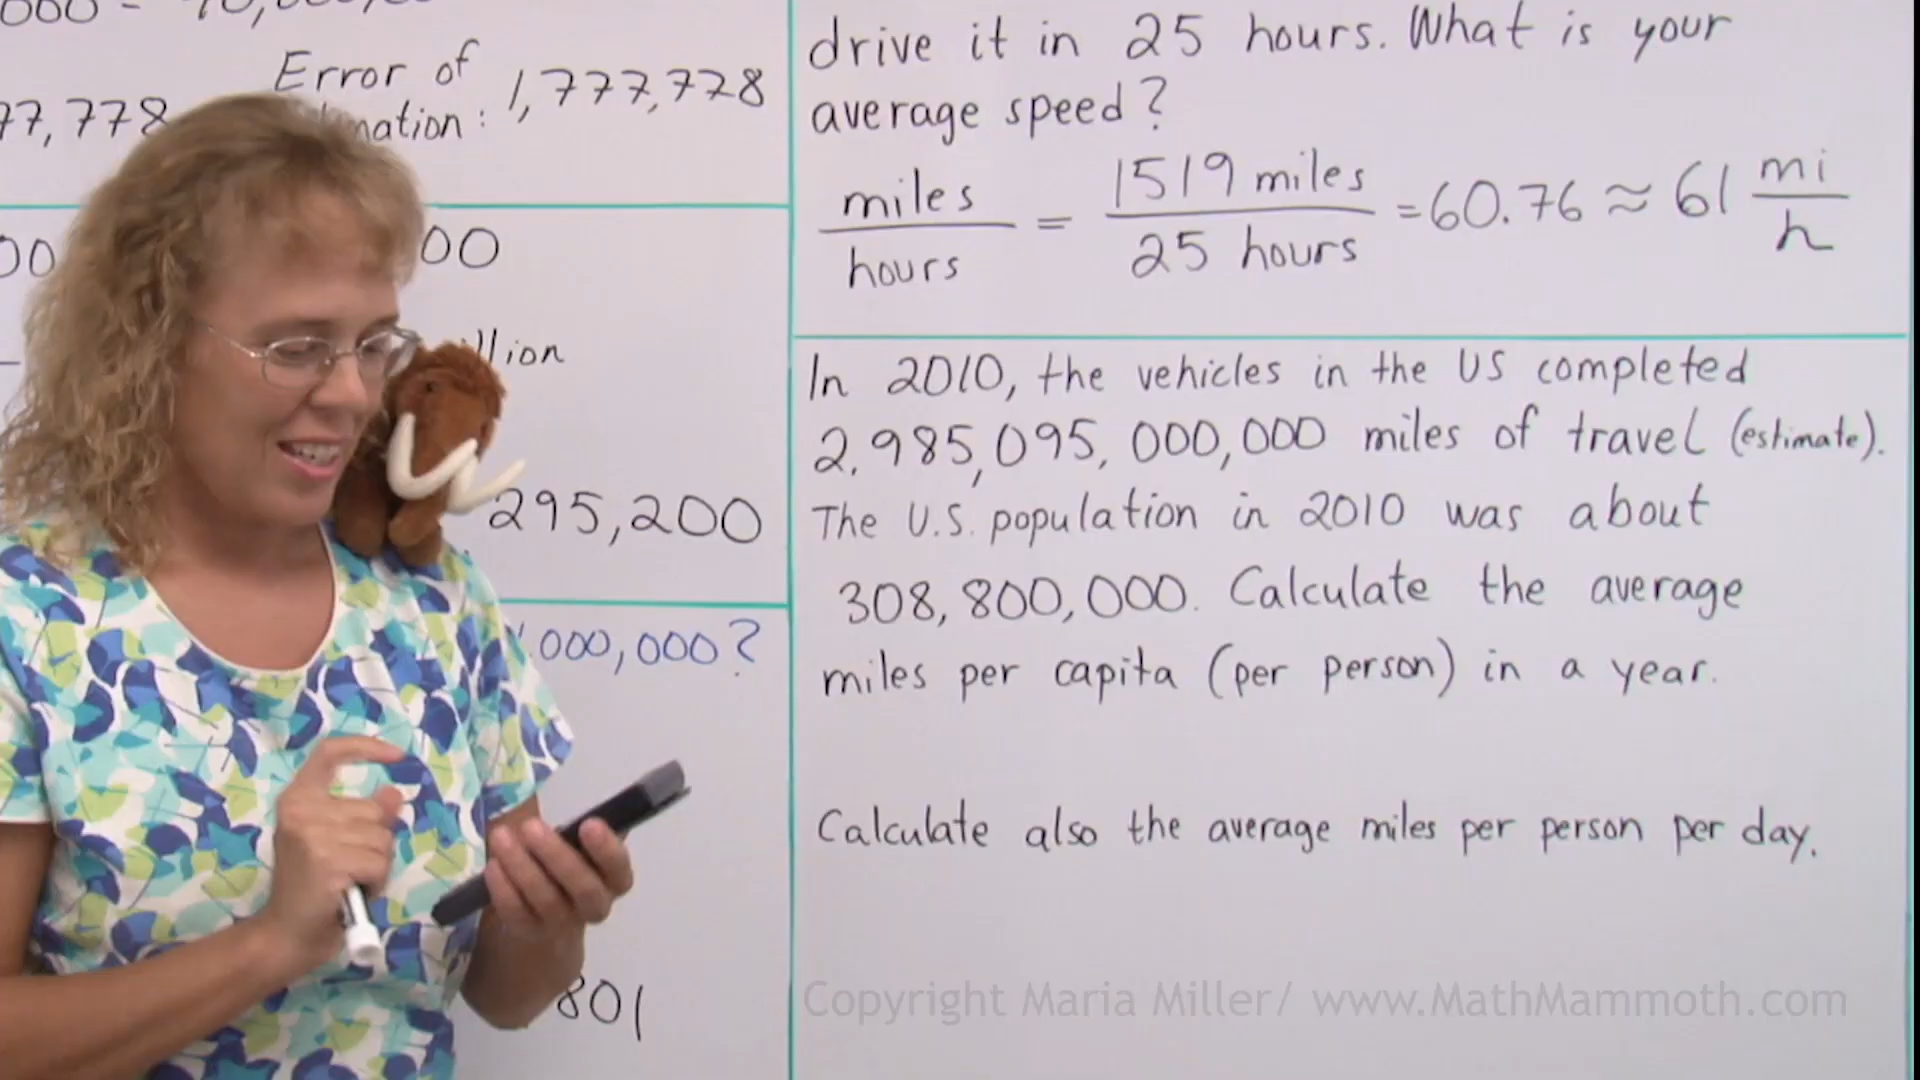 Error of
1,777,778
77,778
00
00
295,200
000,000?
801
drive it in 25 hours. What is your
average speed?
miles / hours = 1519 miles / 25 hours = 60.76 ≈ 61 mi / h
In 2010, the vehicles in the US completed
2,985,095,000,000 miles of travel (estimate).
The U.S. population in 2010 was about
308,800,000. Calculate the average
miles per capita (per person) in a year.
Calculate also the average miles per person per day.
Copyright Maria Miller/ www.MathMammoth.com